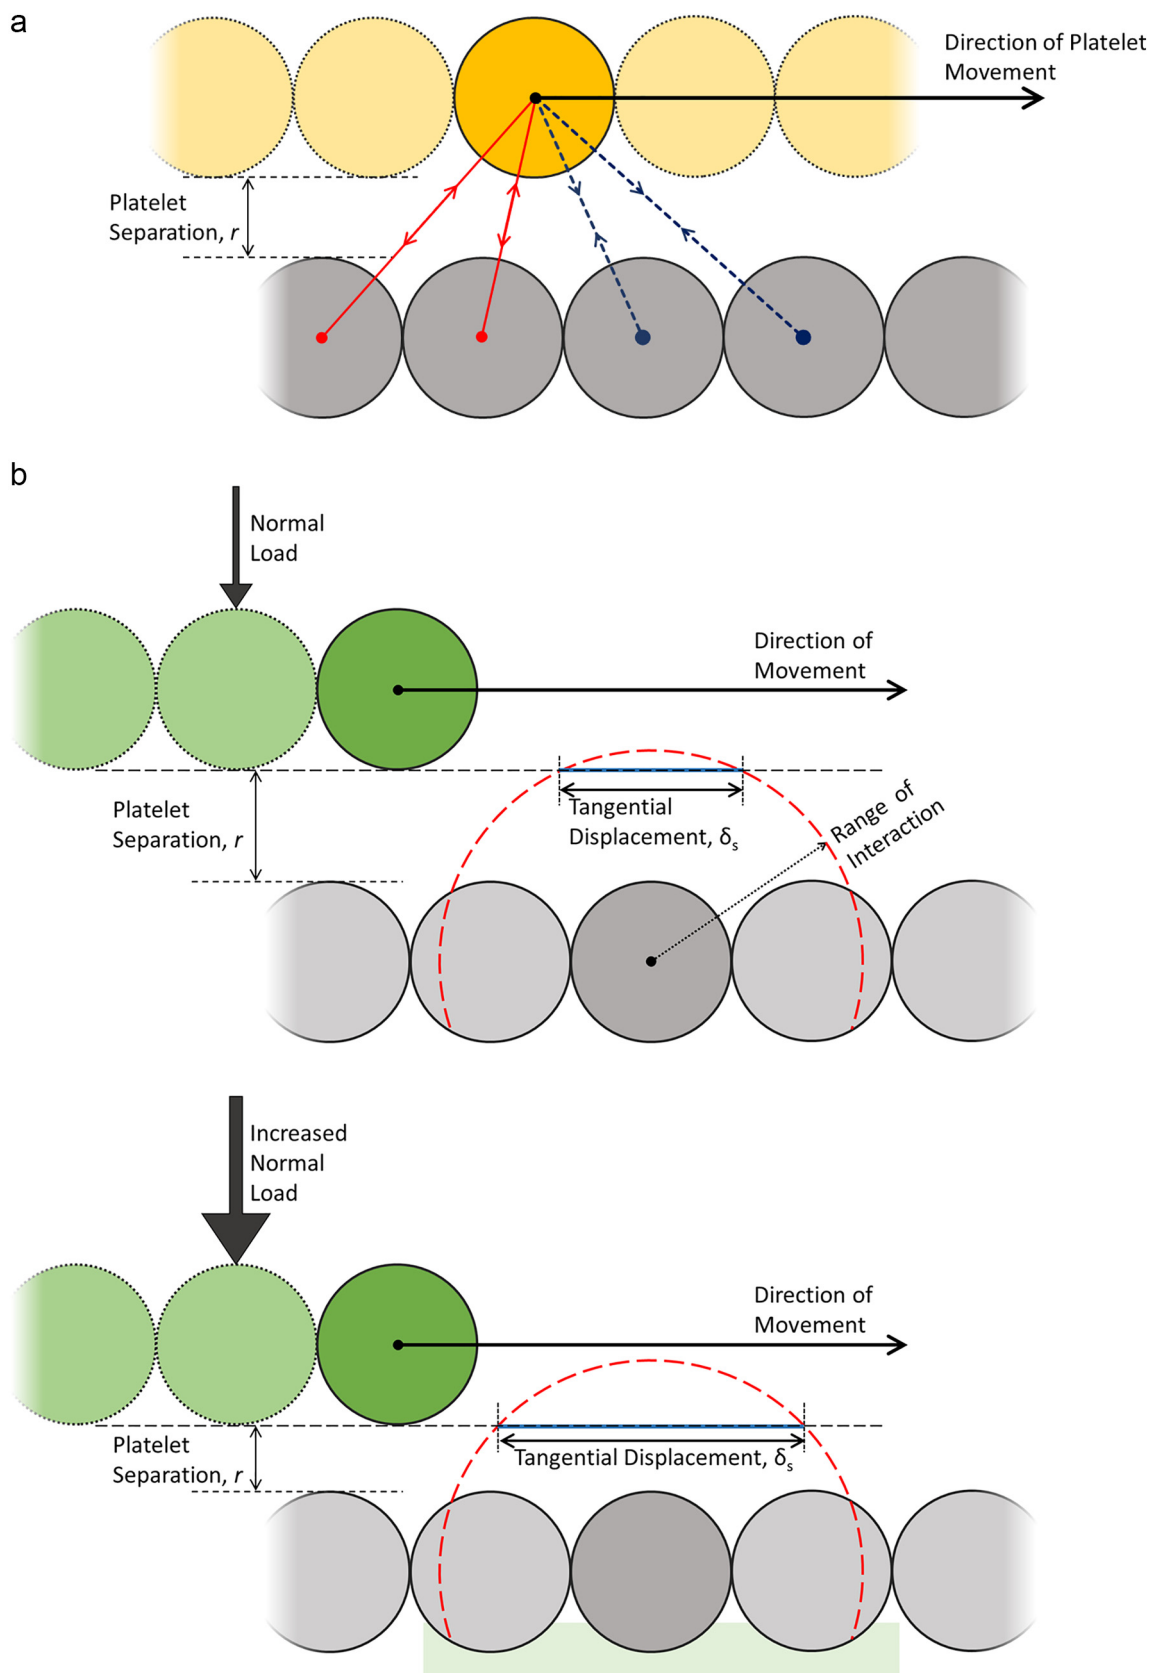 a
Direction of Platelet
Movement
Platelet
Separation, r
b
Normal
Load
Direction of
Movement
Platelet
Separation, r
Tangential
Displacement, δs
Range of
Interaction
Increased
Normal
Load
Direction of
Movement
Platelet
Separation, r
Tangential Displacement, δs